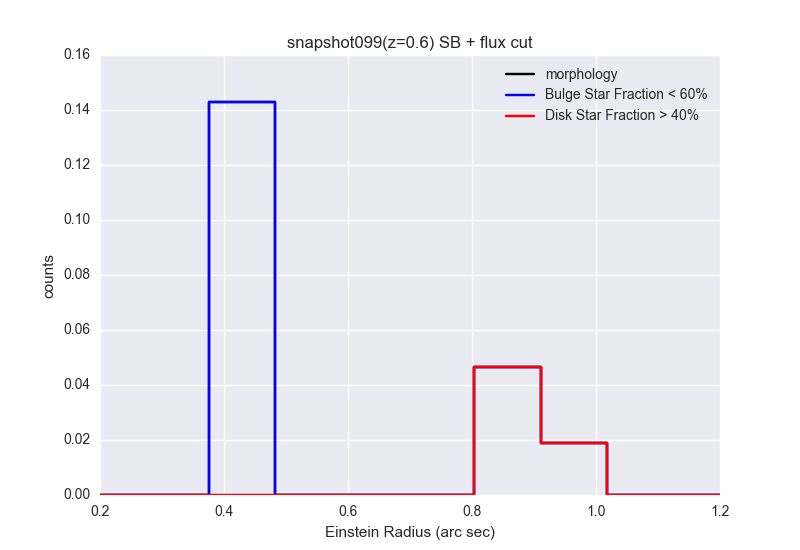 snapshot099(z=0.6) SB + flux cut
morphology
Bulge Star Fraction < 60%
Disk Star Fraction > 40%
counts
0.16
0.14
0.12
0.10
0.08
0.06
0.04
0.02
0.00
0.2 0.4 0.6 0.8 1.0 1.2
Einstein Radius (arc sec)